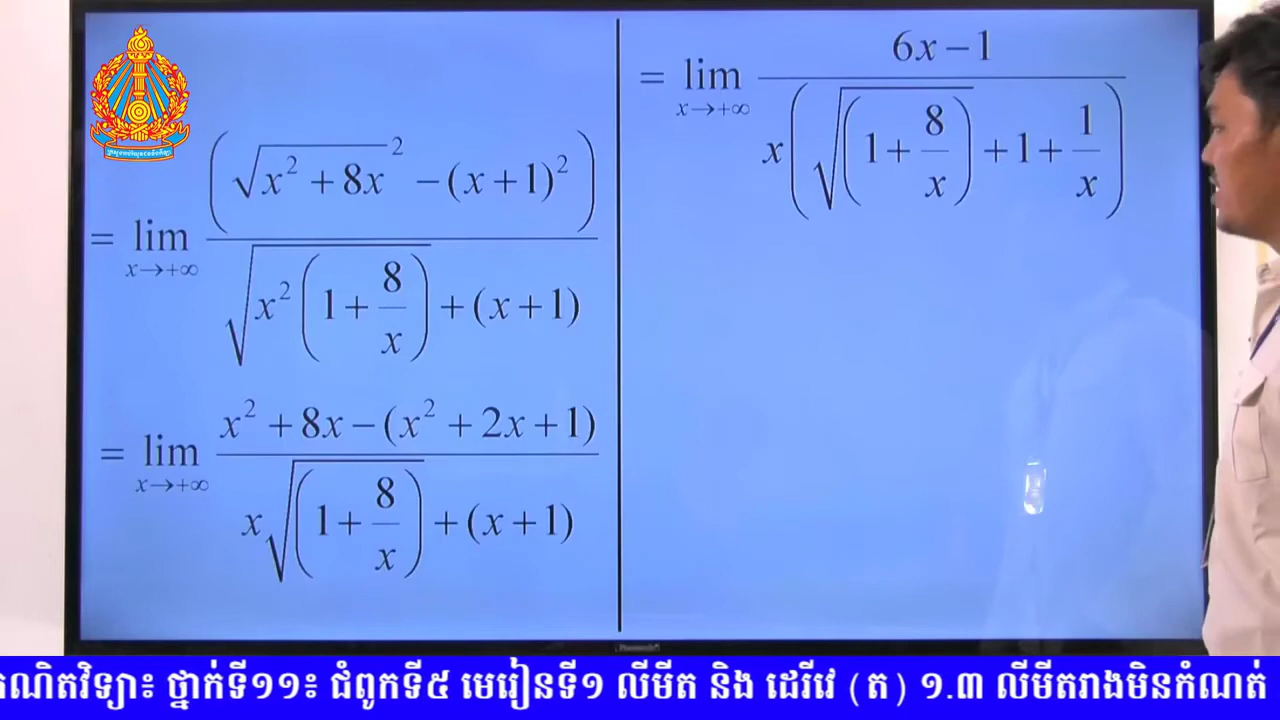 = lim x→+∞ ( √(x² + 8x)² − (x + 1)² ) / ( √(x² (1 + 8/x)) + (x + 1) )
= lim x→+∞ ( x² + 8x − (x² + 2x + 1) ) / ( x √((1 + 8/x)) + (x + 1) )
= lim x→+∞ ( 6x − 1 ) / ( x ( √((1 + 8/x)) + 1 + 1/x ) )
គណិតវិទ្យា៖ ថ្នាក់ទី១១៖ ជំពូកទី៥ មេរៀនទី១ លីមីត និង ដេរីវេ (ត) ១.៣ លីមីតរាងមិនកំណត់